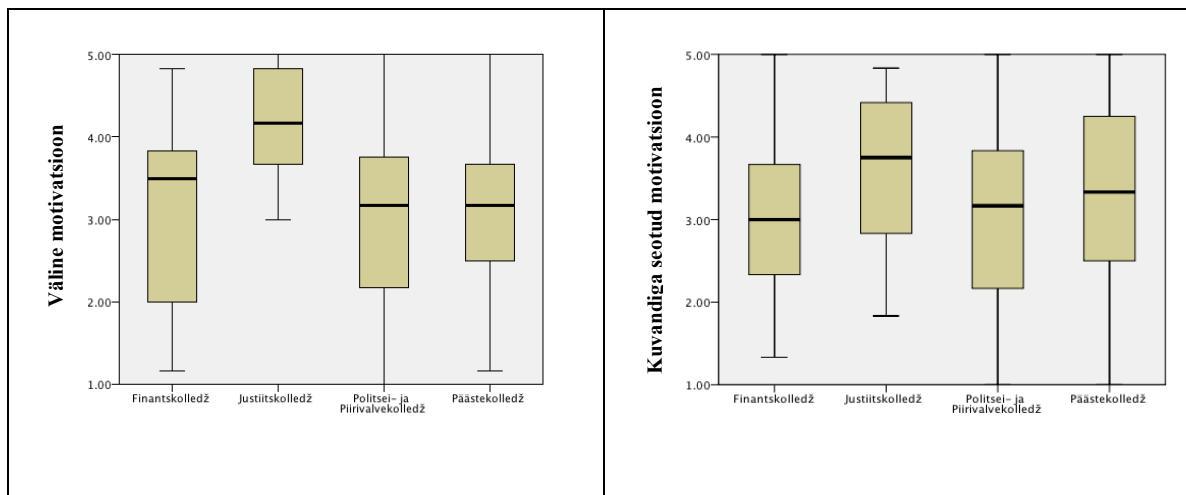 Väline motivatsioon
5.00
4.00
3.00
2.00
1.00
Finantskolledž
Justiitskolledž
Politsei- ja
Piirivalvekolledž
Päästekolledž
Kuvandiga seotud motivatsioon
5.00
4.00
3.00
2.00
1.00
Finantskolledž
Justiitskolledž
Politsei- ja
Piirivalvekolledž
Päästekolledž